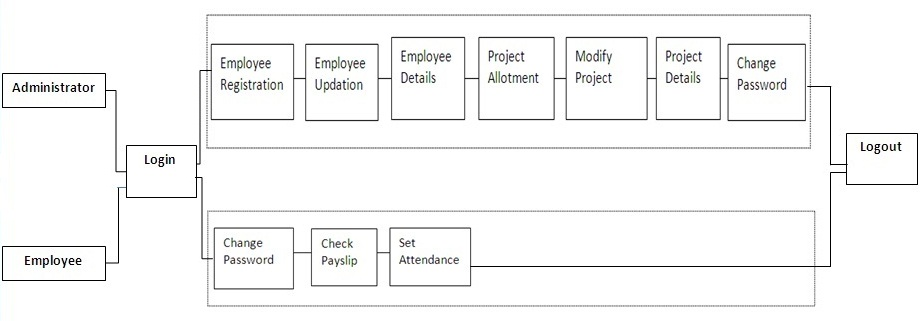 Administrator
Employee
Login
Employee
Registration
Employee
Updation
Employee
Details
Project
Allotment
Modify
Project
Project
Details
Change
Password
Change
Password
Check
Payslip
Set
Attendance
Logout